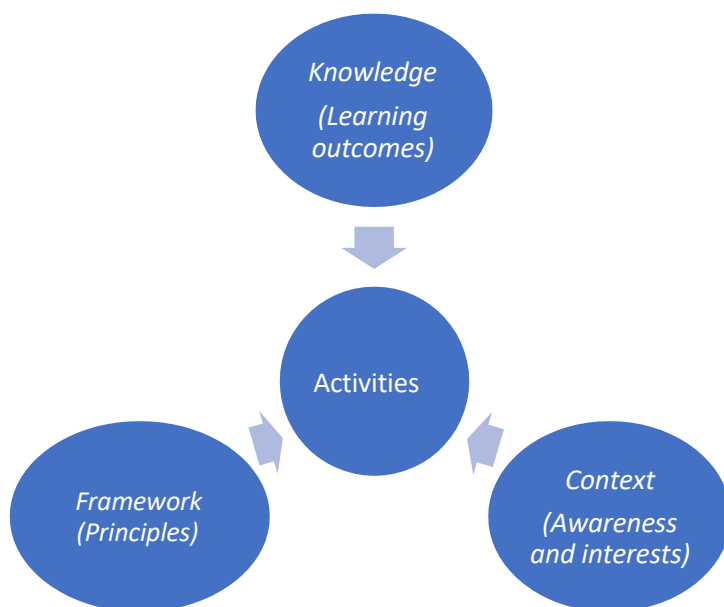 Knowledge
(Learning
outcomes)
Activities
Framework
(Principles)
Context
(Awareness
and interests)